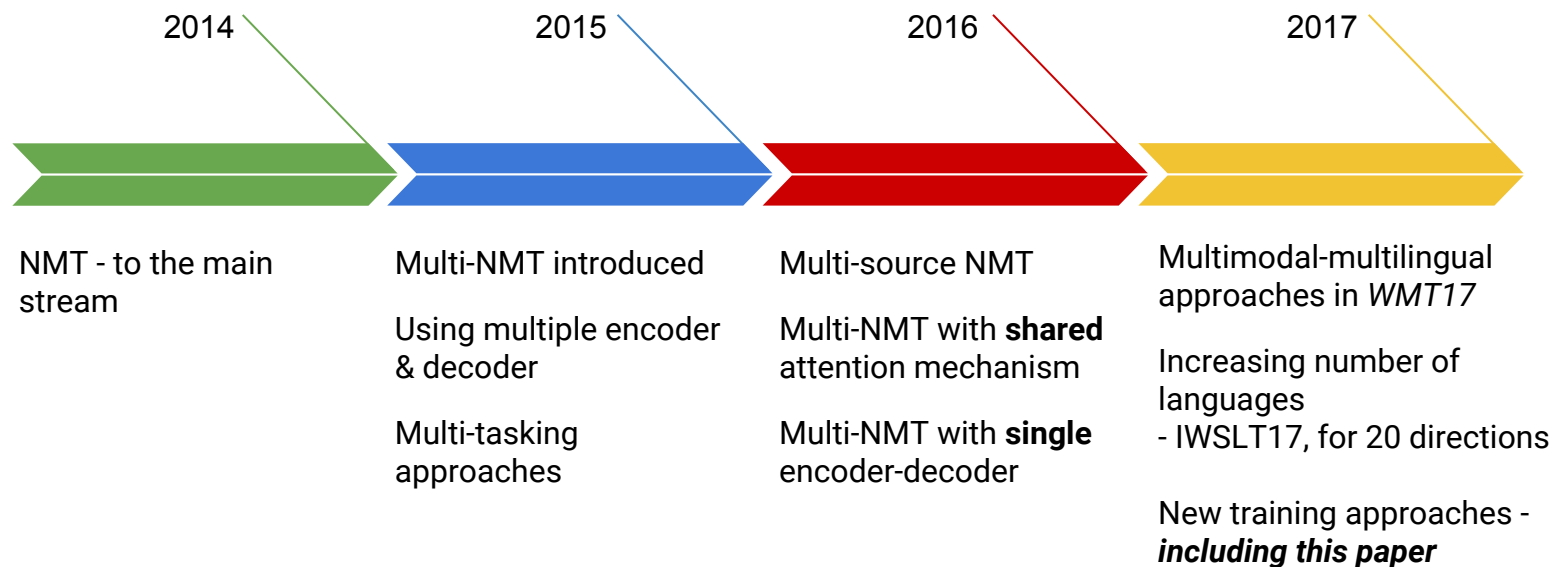 2014
2015
2016
2017
NMT - to the main
stream
Multi-NMT introduced
Using multiple encoder
& decoder
Multi-tasking
approaches
Multi-source NMT
Multi-NMT with shared
attention mechanism
Multi-NMT with single
encoder-decoder
Multimodal-multilingual
approaches in WMT17
Increasing number of
languages
- IWSLT17, for 20 directions
New training approaches -
including this paper